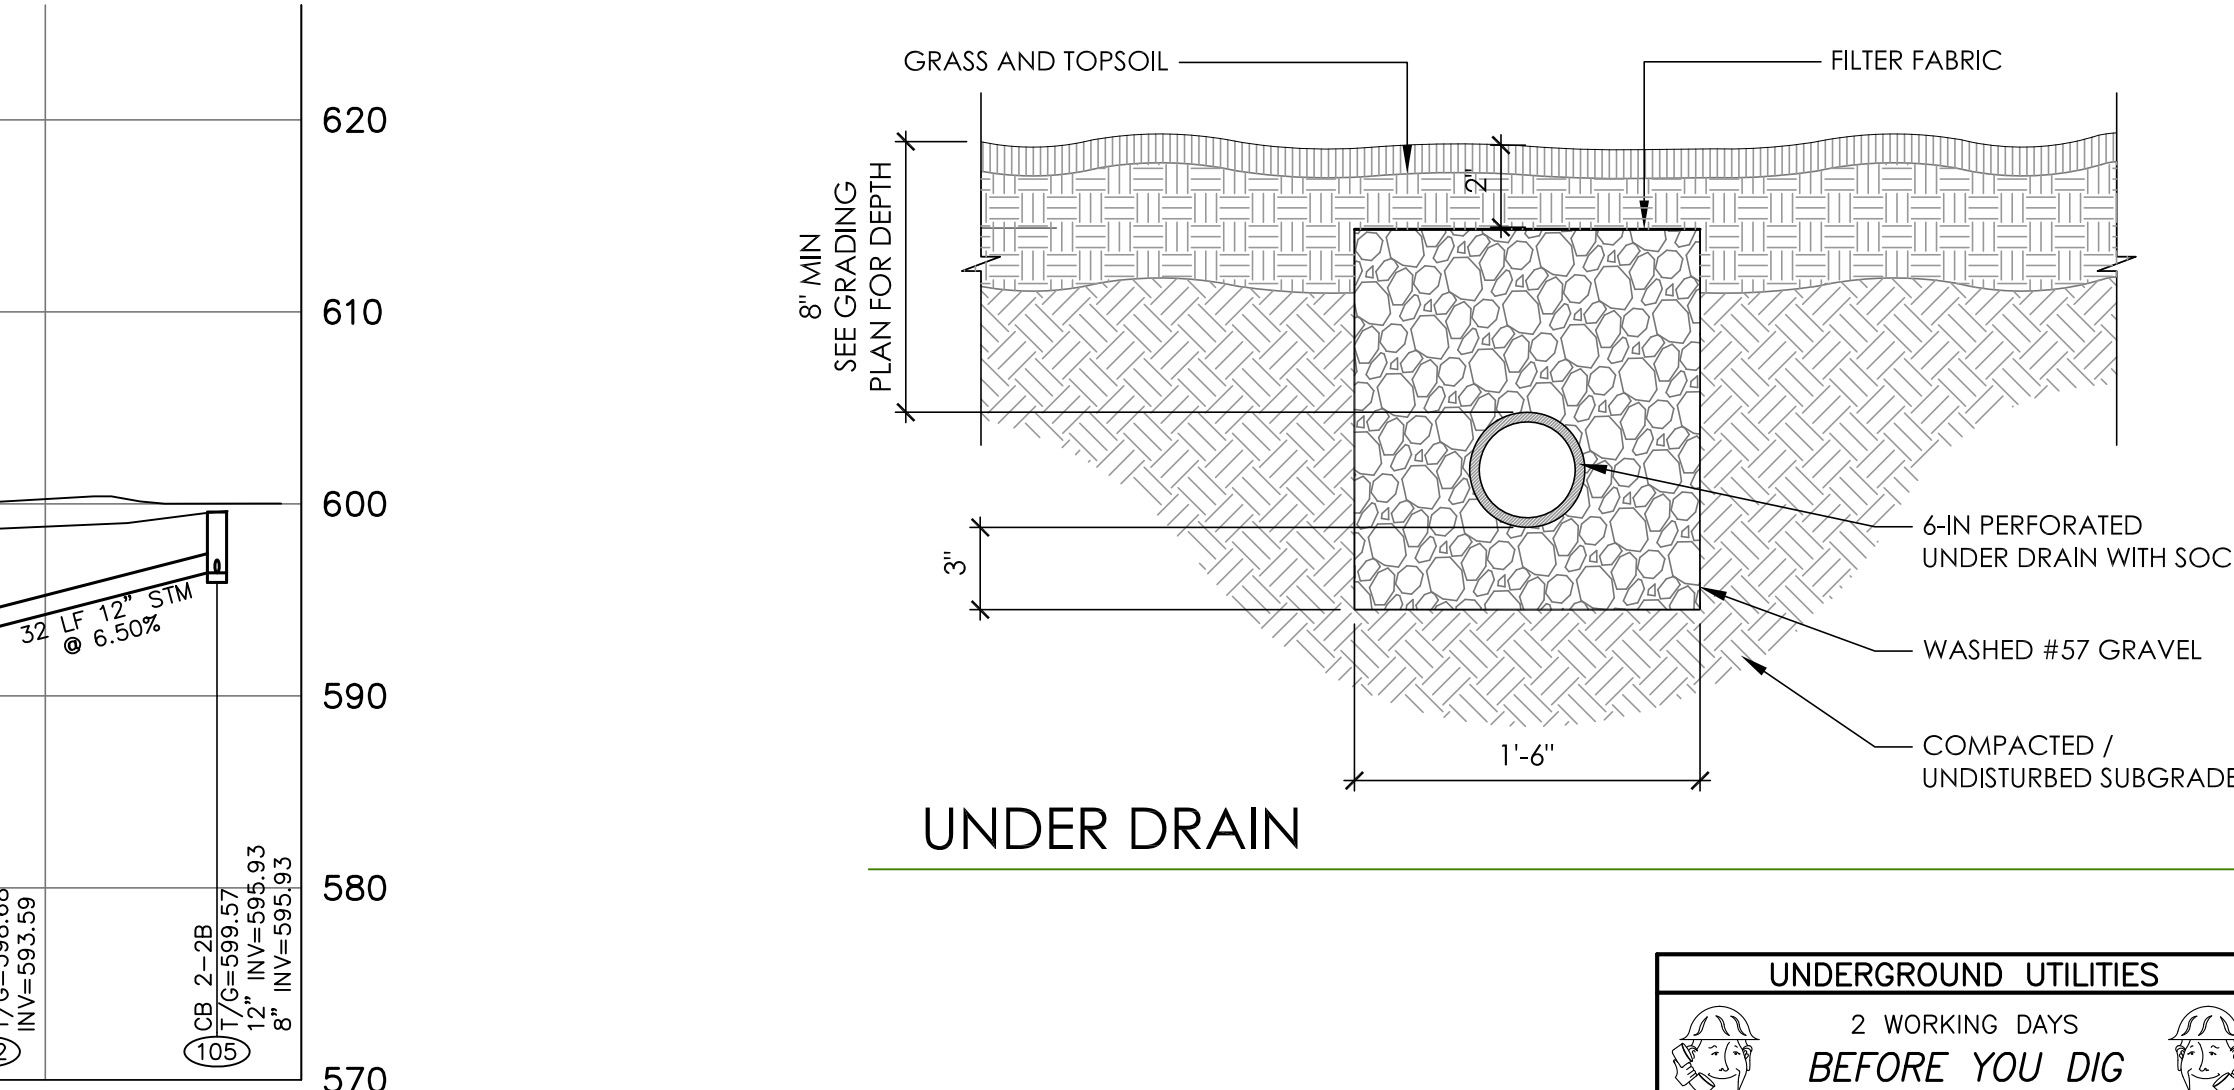 620
610
600
590
580
570
32 LF 12" STM
@ 6.50%
INV=593.59
CB 2-2B
T/G=599.57
12" INV=595.93
8" INV=595.93
105
GRASS AND TOPSOIL
FILTER FABRIC
8" MIN
SEE GRADING
PLAN FOR DEPTH
2"
3"
1'-6"
6-IN PERFORATED
UNDER DRAIN WITH SOC
WASHED #57 GRAVEL
COMPACTED /
UNDISTURBED SUBGRADE
UNDER DRAIN
UNDERGROUND UTILITIES
2 WORKING DAYS
BEFORE YOU DIG